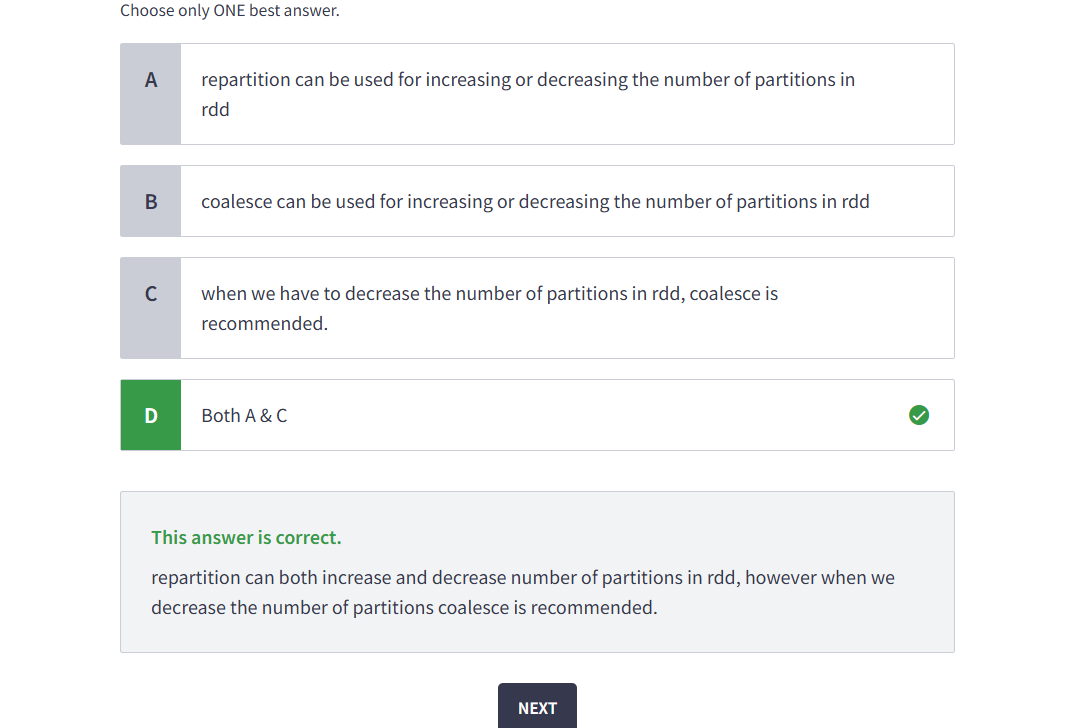 Choose only ONE best answer.
A
repartition can be used for increasing or decreasing the number of partitions in
rdd
B
coalesce can be used for increasing or decreasing the number of partitions in rdd
C
when we have to decrease the number of partitions in rdd, coalesce is
recommended.
D
Both A & C
This answer is correct.
repartition can both increase and decrease number of partitions in rdd, however when we
decrease the number of partitions coalesce is recommended.
NEXT